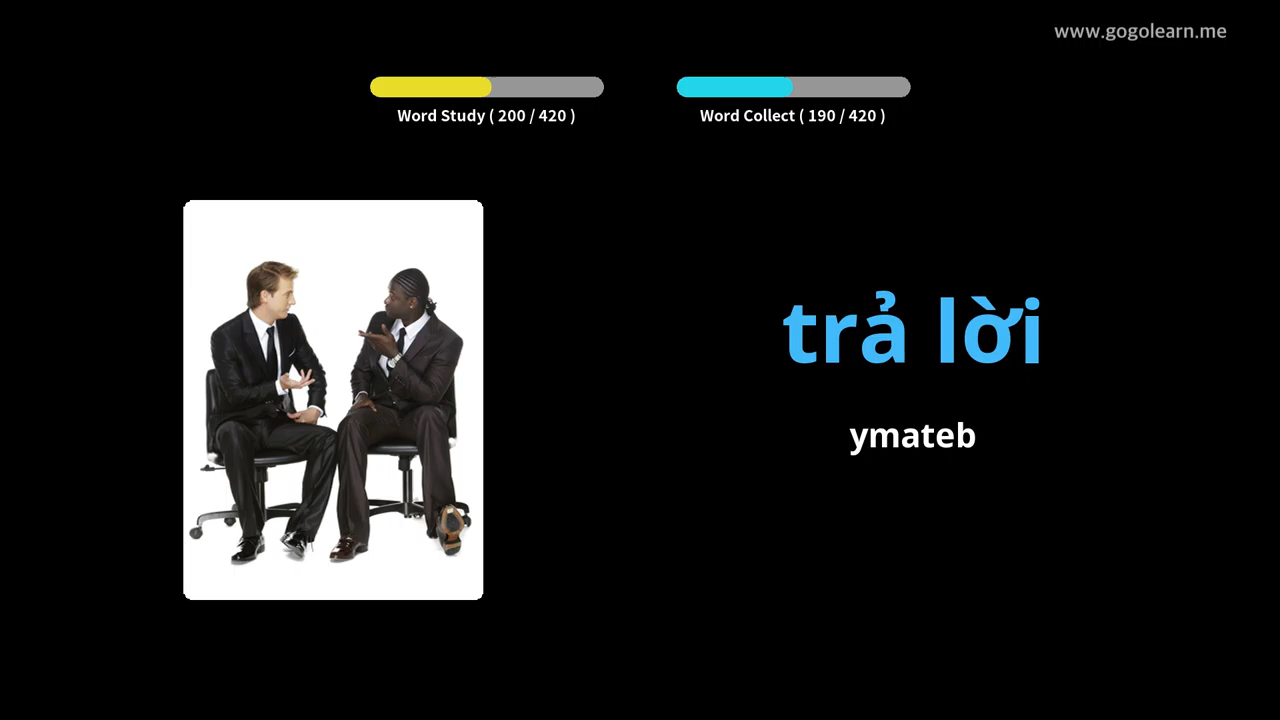 www.gogolearn.me
Word Study ( 200 / 420 )
Word Collect ( 190 / 420 )
trả lời
ymateb